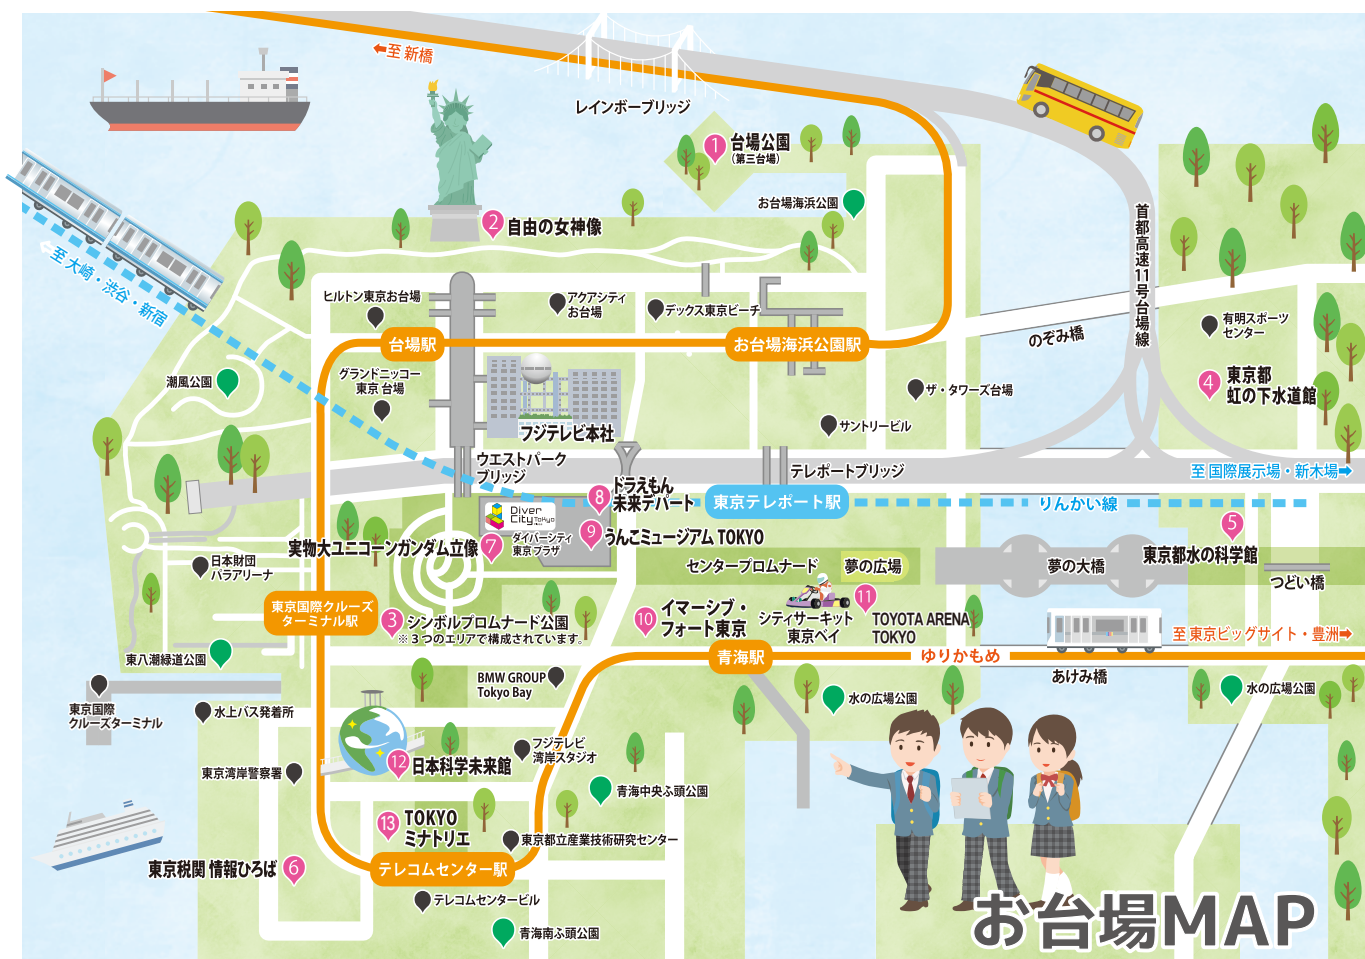 至 新橋
レインボーブリッジ
1
台場公園
(第三台場)
お台場海浜公園
2
自由の女神像
至 大崎・渋谷・新宿
首都高速11号台場線
ヒルトン東京お台場
アクアシティ
お台場
デックス東京ビーチ
有明スポーツ
センター
のぞみ橋
台場駅
お台場海浜公園駅
グランドニッコー
東京 台場
潮風公園
4
東京都
虹の下水道館
ザ・タワーズ台場
サントリービル
フジテレビ本社
ウエストパーク
ブリッジ
テレポートブリッジ
至 国際展示場・新木場
8
ドラえもん
未来デパート
東京テレポート駅
りんかい線
Diver
City Tokyo
ダイバーシティ
東京 プラザ
9
うんこミュージアム TOKYO
5
東京都水の科学館
実物大ユニコーンガンダム立像
7
日本財団
パラアリーナ
センタープロムナード
夢の広場
夢の大橋
つどい橋
東京国際クルーズ
ターミナル駅
3
シンボルプロムナード公園
※３つのエリアで構成されています。
10
イマーシブ・
フォート東京
シティサーキット
東京ベイ
11
TOYOTA ARENA
TOKYO
至 東京ビッグサイト・豊洲
青海駅
ゆりかもめ
あけみ橋
東八潮緑道公園
BMW GROUP
Tokyo Bay
水の広場公園
水の広場公園
東京国際
クルーズターミナル
水上バス発着所
フジテレビ
湾岸スタジオ
12
日本科学未来館
東京湾岸警察署
青海中央ふ頭公園
13
TOKYO
ミナトリエ
東京都立産業技術研究センター
東京税関 情報ひろば
6
テレコムセンター駅
テレコムセンタービル
青海南ふ頭公園
お台場MAP